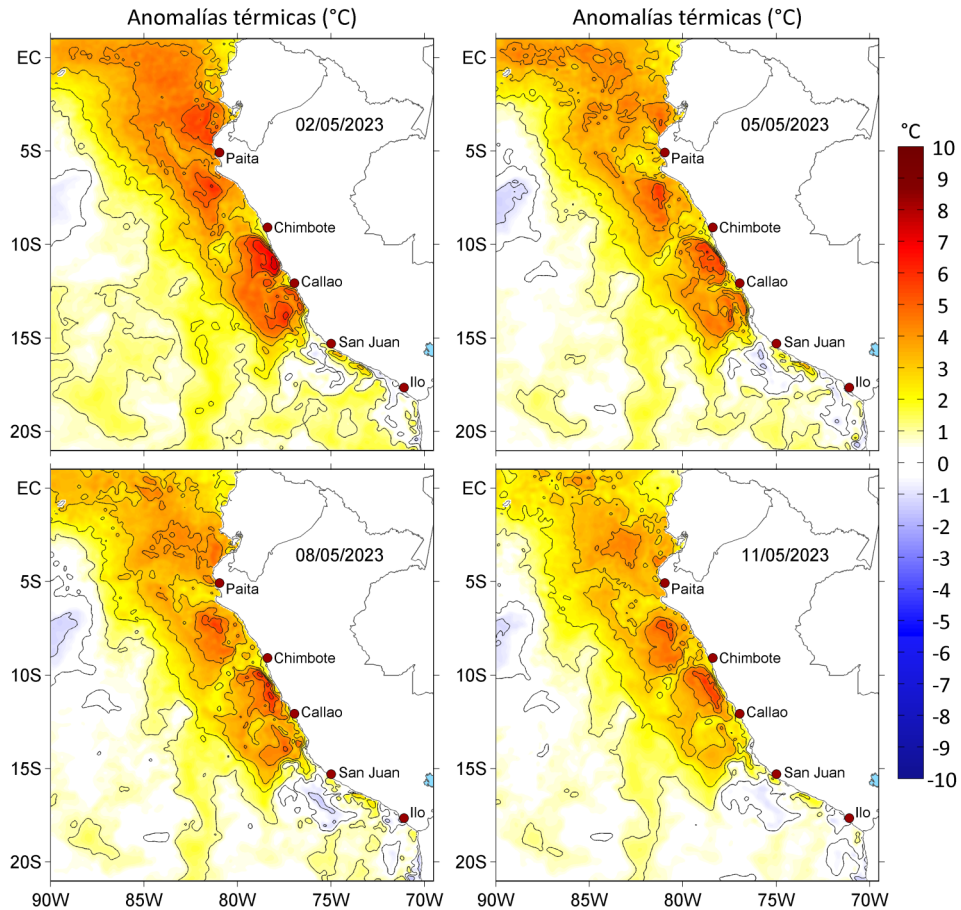 Anomalías térmicas (°C)
Anomalías térmicas (°C)
EC
5S
10S
15S
20S
02/05/2023
Paita
Chimbote
Callao
San Juan
Ilo
EC
5S
10S
15S
20S
05/05/2023
Paita
Chimbote
Callao
San Juan
Ilo
EC
5S
10S
15S
20S
08/05/2023
Paita
Chimbote
Callao
San Juan
Ilo
90W 85W 80W 75W 70W
EC
5S
10S
15S
20S
11/05/2023
Paita
Chimbote
Callao
San Juan
Ilo
90W 85W 80W 75W 70W
°C
10
9
8
7
6
5
4
3
2
1
0
-1
-2
-3
-4
-5
-6
-7
-8
-9
-10